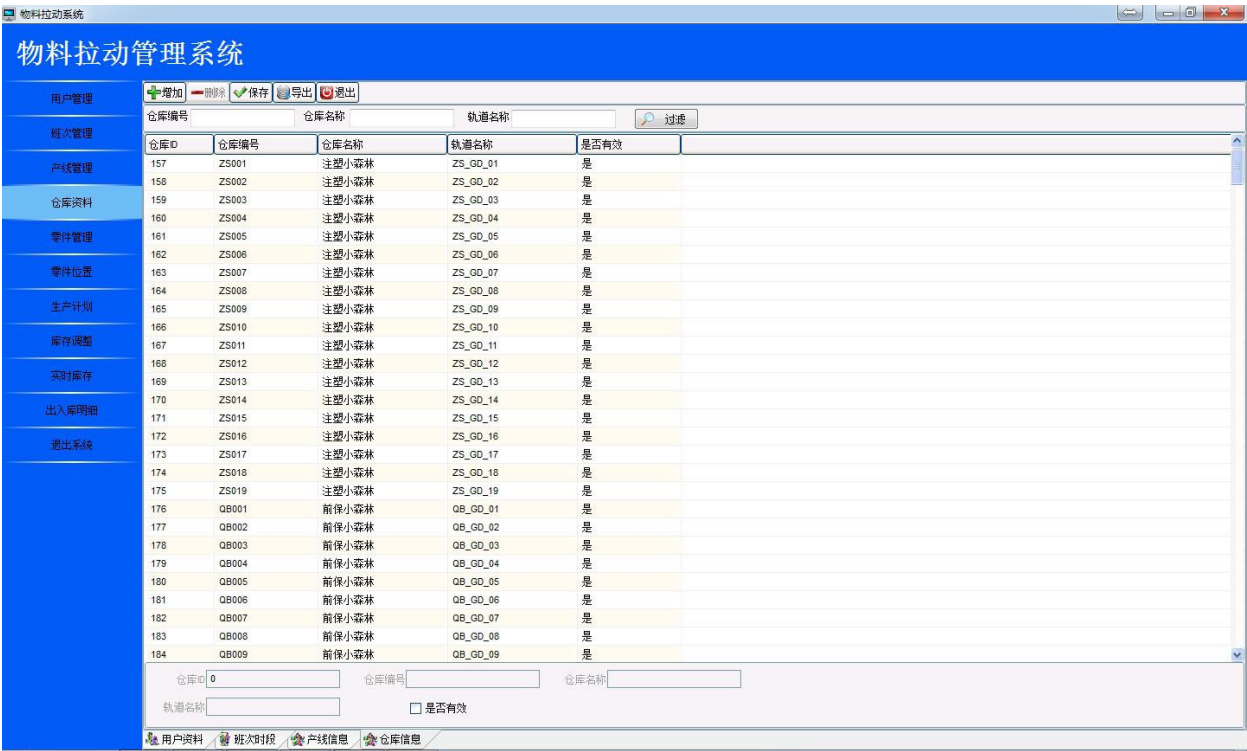 物料拉动系统
物料拉动管理系统
用户管理
班次管理
产线管理
仓库资料
零件管理
零件位置
生产计划
库存调整
实时库存
出入库明细
退出系统
增加 删除 保存 导出 退出
仓库编号 仓库名称 轨道名称 过滤
仓库ID 仓库编号 仓库名称 轨道名称 是否有效
157 ZS001 注塑小森林 ZS_GD_01 是
158 ZS002 注塑小森林 ZS_GD_02 是
159 ZS003 注塑小森林 ZS_GD_03 是
160 ZS004 注塑小森林 ZS_GD_04 是
161 ZS005 注塑小森林 ZS_GD_05 是
162 ZS006 注塑小森林 ZS_GD_06 是
163 ZS007 注塑小森林 ZS_GD_07 是
164 ZS008 注塑小森林 ZS_GD_08 是
165 ZS009 注塑小森林 ZS_GD_09 是
166 ZS010 注塑小森林 ZS_GD_10 是
167 ZS011 注塑小森林 ZS_GD_11 是
168 ZS012 注塑小森林 ZS_GD_12 是
169 ZS013 注塑小森林 ZS_GD_13 是
170 ZS014 注塑小森林 ZS_GD_14 是
171 ZS015 注塑小森林 ZS_GD_15 是
172 ZS016 注塑小森林 ZS_GD_16 是
173 ZS017 注塑小森林 ZS_GD_17 是
174 ZS018 注塑小森林 ZS_GD_18 是
175 ZS019 注塑小森林 ZS_GD_19 是
176 QB001 前保小森林 QB_GD_01 是
177 QB002 前保小森林 QB_GD_02 是
178 QB003 前保小森林 QB_GD_03 是
179 QB004 前保小森林 QB_GD_04 是
180 QB005 前保小森林 QB_GD_05 是
181 QB006 前保小森林 QB_GD_06 是
182 QB007 前保小森林 QB_GD_07 是
183 QB008 前保小森林 QB_GD_08 是
184 QB009 前保小森林 QB_GD_09 是
仓库ID 0 仓库编号 仓库名称
轨道名称 是否有效
用户资料 班次时段 产线信息 仓库信息